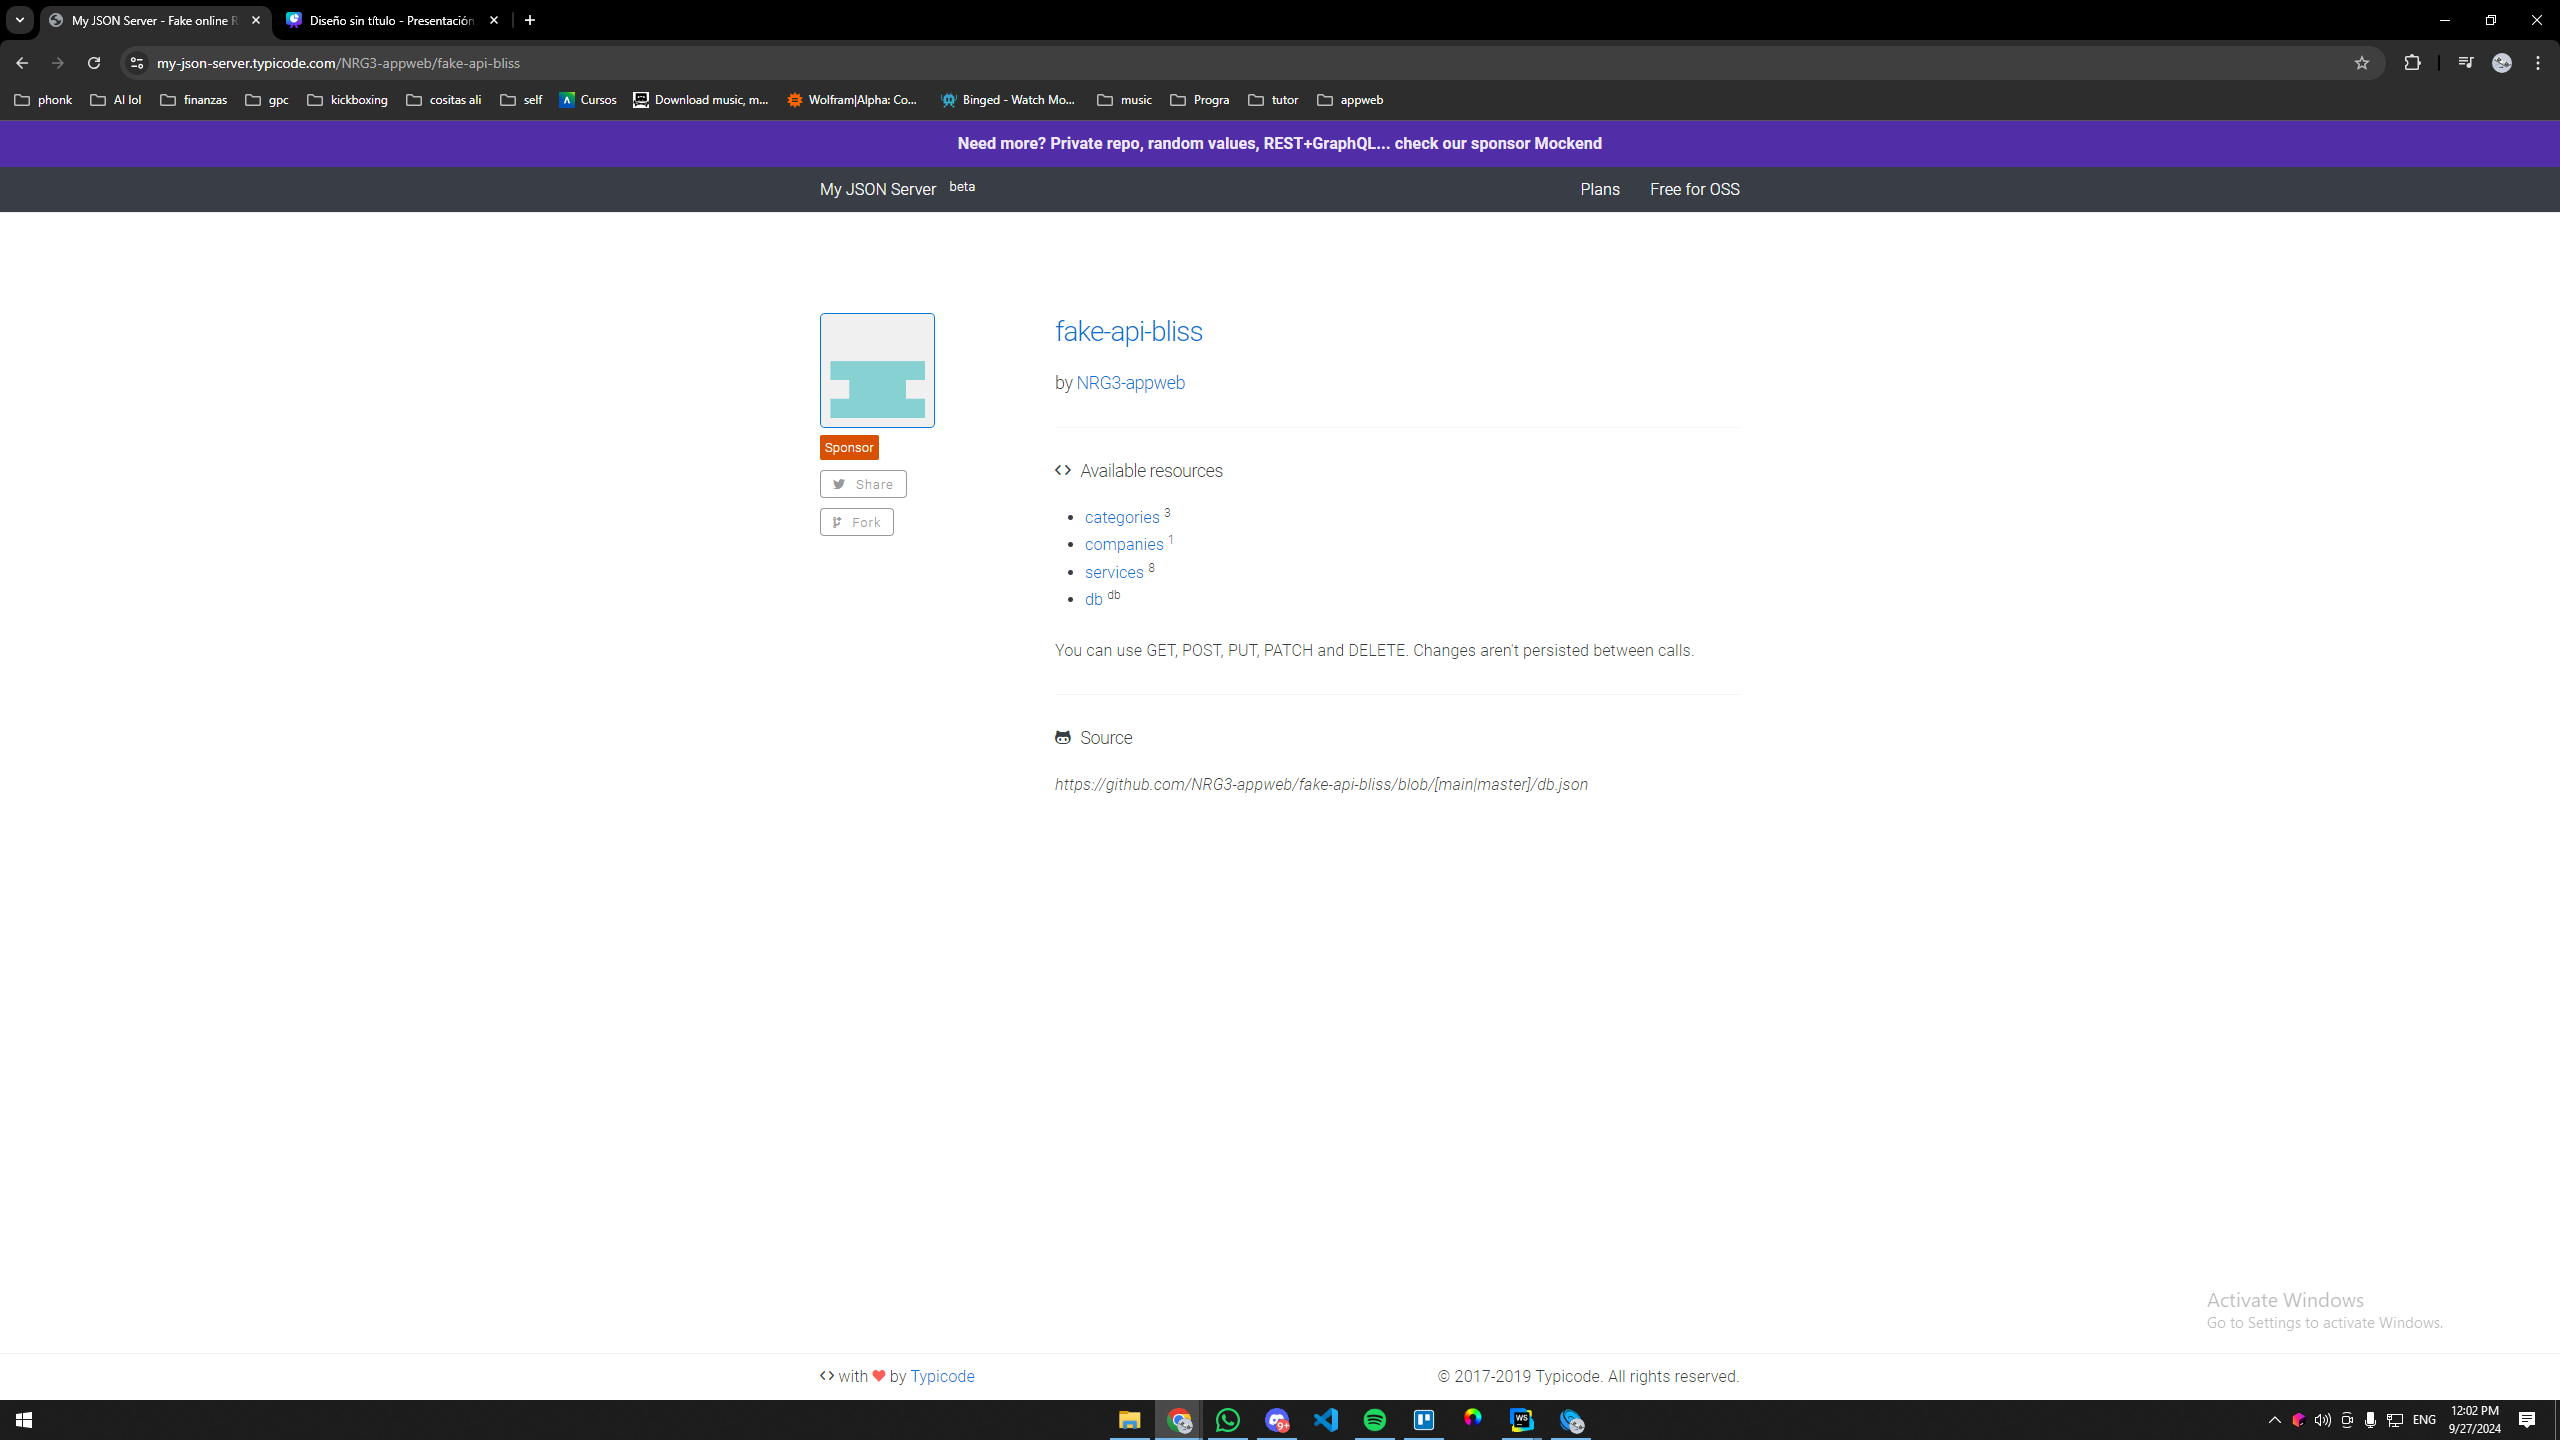 My JSON Server - Fake online R
Diseño sin título - Presentación
my-json-server.typicode.com/NRG3-appweb/fake-api-bliss
phonk
AI lol
finanzas
gpc
kickboxing
cositas ali
self
Cursos
Download music, m...
Wolfram|Alpha: Co...
Binged - Watch Mo...
music
Progra
tutor
appweb
Need more? Private repo, random values, REST+GraphQL... check our sponsor Mockend
My JSON Server beta
Plans
Free for OSS
fake-api-bliss
by NRG3-appweb
Sponsor
Share
Fork
Available resources
categories 3
companies 1
services 8
db db
You can use GET, POST, PUT, PATCH and DELETE. Changes aren't persisted between calls.
Source
https://github.com/NRG3-appweb/fake-api-bliss/blob/[main|master]/db.json
Activate Windows
Go to Settings to activate Windows.
with ❤ by Typicode
© 2017-2019 Typicode. All rights reserved.
9+
WS
ENG
12:02 PM
9/27/2024